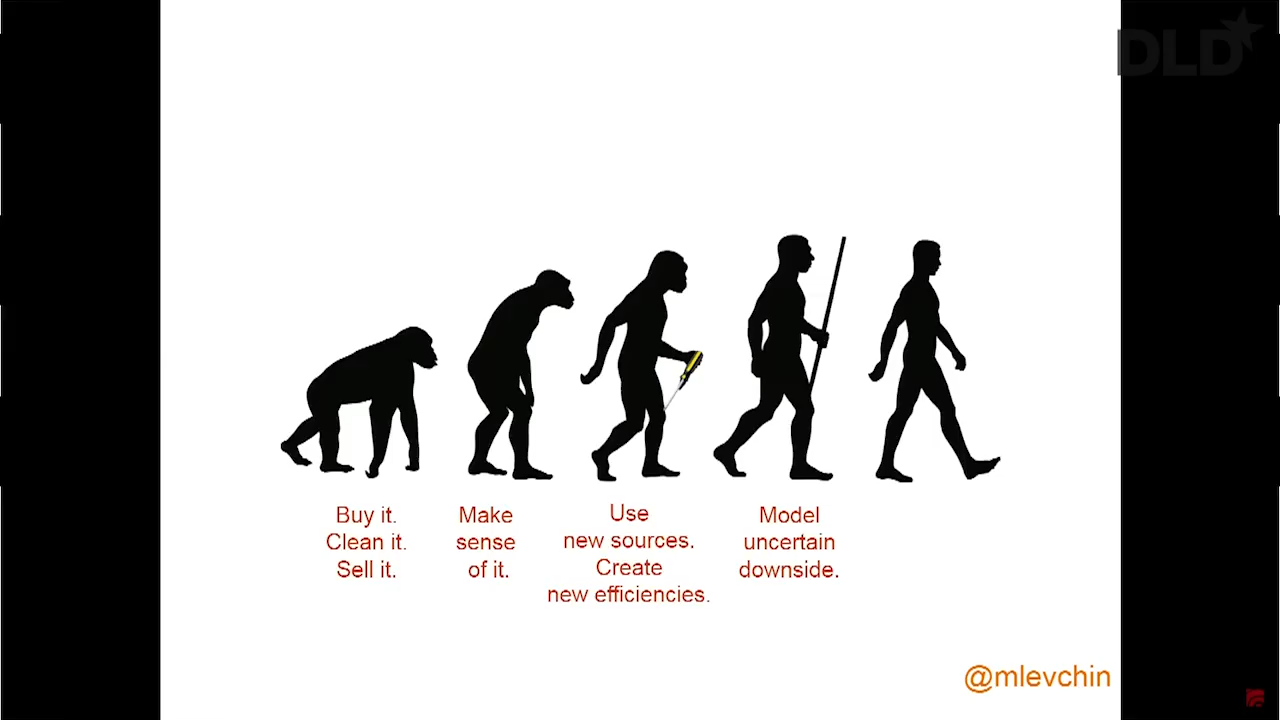 DLD
Buy it.
Clean it.
Sell it.
Make
sense
of it.
Use
new sources.
Create
new efficiencies.
Model
uncertain
downside.
@mlevchin